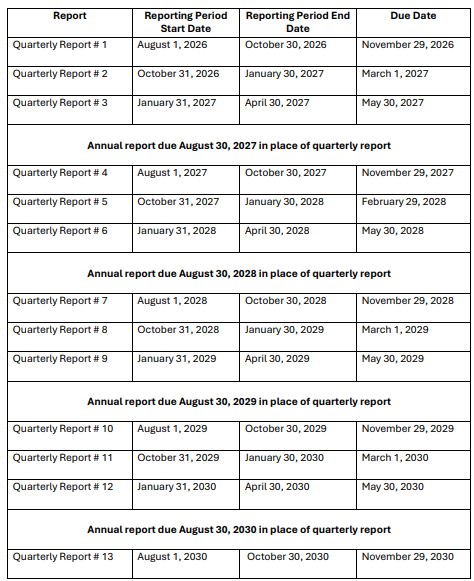 Report Reporting Period Start Date Reporting Period End Date Due Date
Quarterly Report # 1 August 1, 2026 October 30, 2026 November 29, 2026
Quarterly Report # 2 October 31, 2026 January 30, 2027 March 1, 2027
Quarterly Report # 3 January 31, 2027 April 30, 2027 May 30, 2027
Annual report due August 30, 2027 in place of quarterly report
Quarterly Report # 4 August 1, 2027 October 30, 2027 November 29, 2027
Quarterly Report # 5 October 31, 2027 January 30, 2028 February 29, 2028
Quarterly Report # 6 January 31, 2028 April 30, 2028 May 30, 2028
Annual report due August 30, 2028 in place of quarterly report
Quarterly Report # 7 August 1, 2028 October 30, 2028 November 29, 2028
Quarterly Report # 8 October 31, 2028 January 30, 2029 March 1, 2029
Quarterly Report # 9 January 31, 2029 April 30, 2029 May 30, 2029
Annual report due August 30, 2029 in place of quarterly report
Quarterly Report # 10 August 1, 2029 October 30, 2029 November 29, 2029
Quarterly Report # 11 October 31, 2029 January 30, 2030 March 1, 2030
Quarterly Report # 12 January 31, 2030 April 30, 2030 May 30, 2030
Annual report due August 30, 2030 in place of quarterly report
Quarterly Report # 13 August 1, 2030 October 30, 2030 November 29, 2030